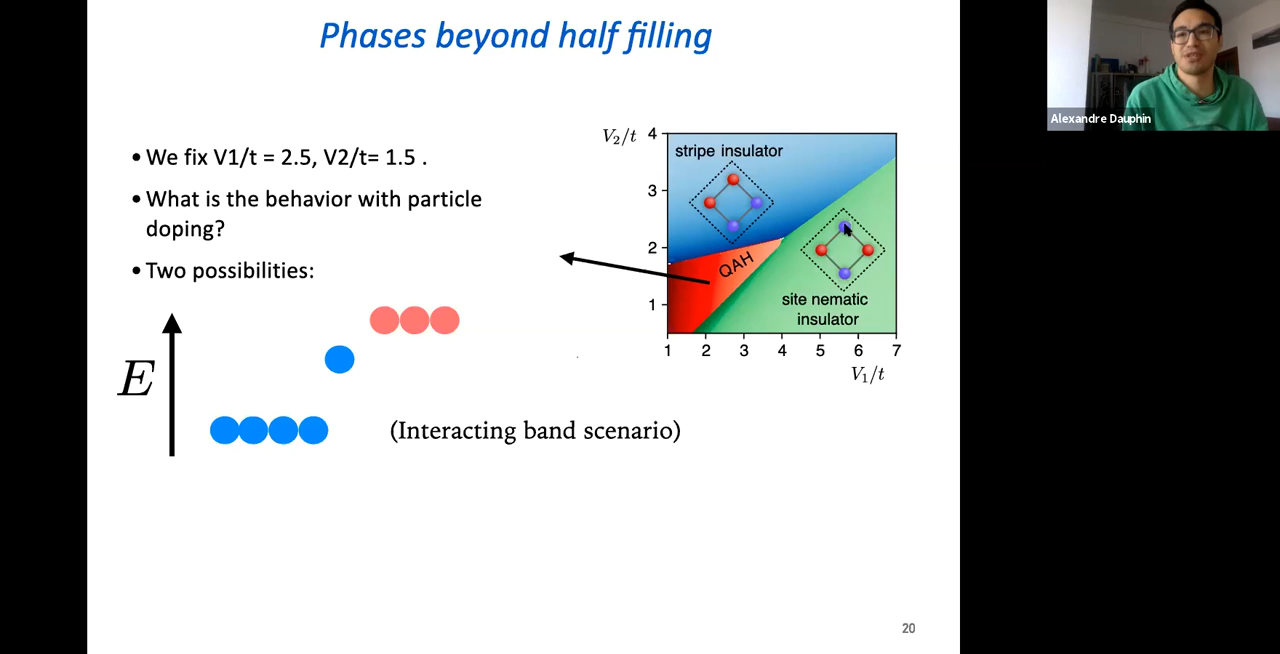 Phases beyond half filling
Alexandre Dauphin
• We fix V1/t = 2.5, V2/t= 1.5 .
• What is the behavior with particle
doping?
• Two possibilities:
E
(Interacting band scenario)
V₂/t
4
3
2
1
stripe insulator
QAH
site nematic
insulator
1 2 3 4 5 6 7
V₁/t
20